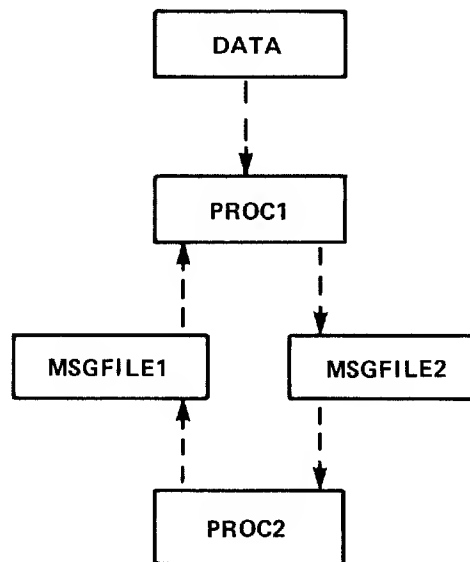 DATA
PROC1
MSGFILE1
MSGFILE2
PROC2